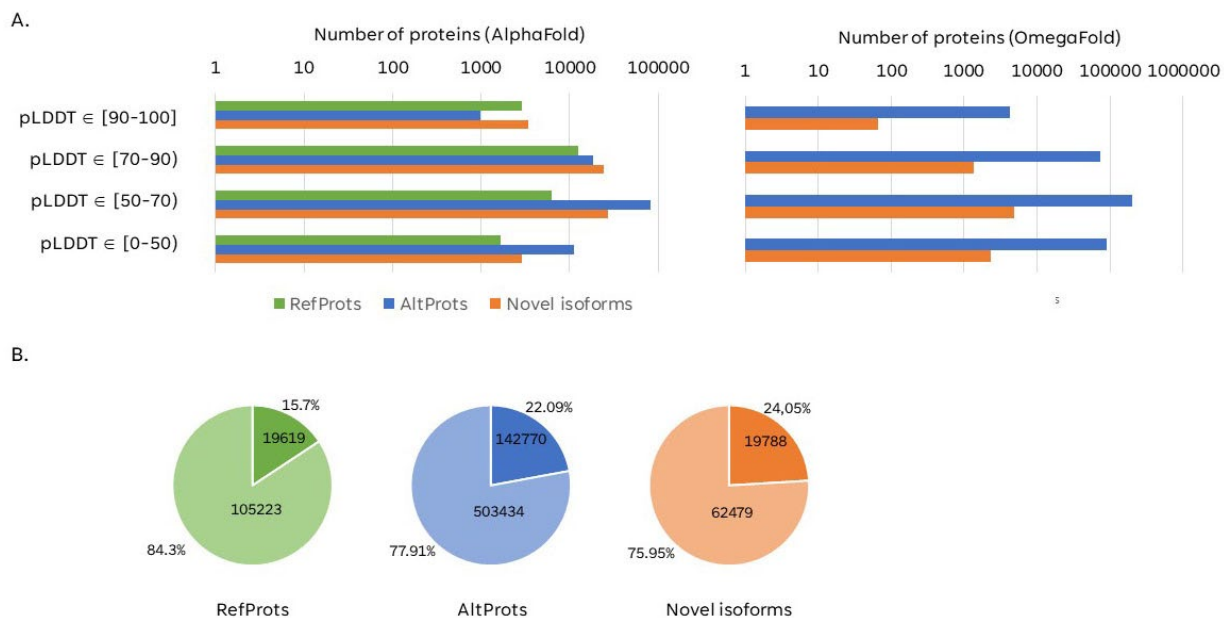 A.
Number of proteins (AlphaFold)
1 10 100 1000 10000 100000
pLDDT ∈ [90-100]
pLDDT ∈ [70-90)
pLDDT ∈ [50-70)
pLDDT ∈ [0-50)
RefProts AltProts Novel isoforms
Number of proteins (OmegaFold)
1 10 100 1000 10000 100000 1000000
s
B.
15.7%
19619
105223
84.3%
RefProts
22.09%
142770
503434
77.91%
AltProts
24,05%
19788
62479
75.95%
Novel isoforms